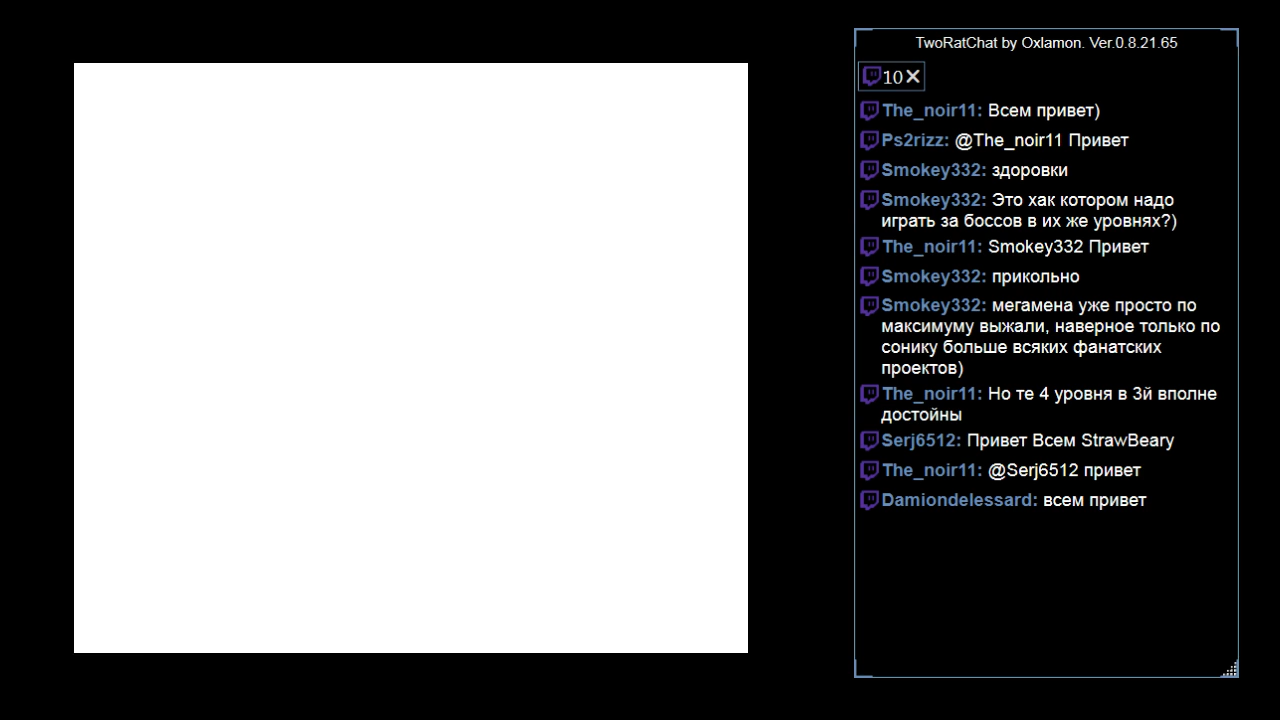 TwoRatChat by Oxlamon. Ver.0.8.21.65
10
The_noir11: Всем привет)
Ps2rizz: @The_noir11 Привет
Smokey332: здоровки
Smokey332: Это хак котором надо
играть за боссов в их же уровнях?)
The_noir11: Smokey332 Привет
Smokey332: прикольно
Smokey332: мегамена уже просто по
максимуму выжали, наверное только по
сонику больше всяких фанатских
проектов)
The_noir11: Но те 4 уровня в 3й вполне
достойны
Serj6512: Привет Всем StrawBeary
The_noir11: @Serj6512 привет
Damiondelessard: всем привет